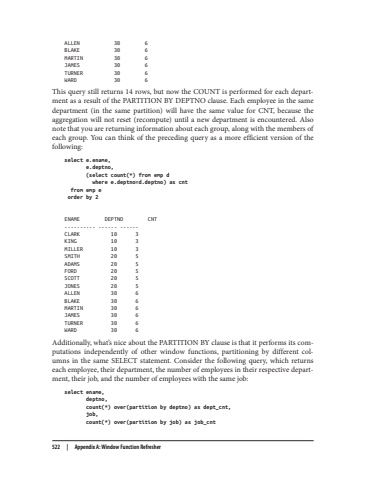 ALLEN 30 6
BLAKE 30 6
MARTIN 30 6
JAMES 30 6
TURNER 30 6
WARD 30 6
This query still returns 14 rows, but now the COUNT is performed for each depart-
ment as a result of the PARTITION BY DEPTNO clause. Each employee in the same
department (in the same partition) will have the same value for CNT, because the
aggregation will not reset (recompute) until a new department is encountered. Also
note that you are returning information about each group, along with the members of
each group. You can think of the preceding query as a more efficient version of the
following:
select e.ename,
e.deptno,
(select count(*) from emp d
where e.deptno=d.deptno) as cnt
from emp e
order by 2
ENAME DEPTNO CNT
---------- ------ ------
CLARK 10 3
KING 10 3
MILLER 10 3
SMITH 20 5
ADAMS 20 5
FORD 20 5
SCOTT 20 5
JONES 20 5
ALLEN 30 6
BLAKE 30 6
MARTIN 30 6
JAMES 30 6
TURNER 30 6
WARD 30 6
Additionally, what's nice about the PARTITION BY clause is that it performs its com-
putations independently of other window functions, partitioning by different col-
umns in the same SELECT statement. Consider the following query, which returns
each employee, their department, the number of employees in their respective depart-
ment, their job, and the number of employees with the same job:
select ename,
deptno,
count(*) over(partition by deptno) as dept_cnt,
job,
count(*) over(partition by job) as job_cnt
522 | Appendix A: Window Function Refresher